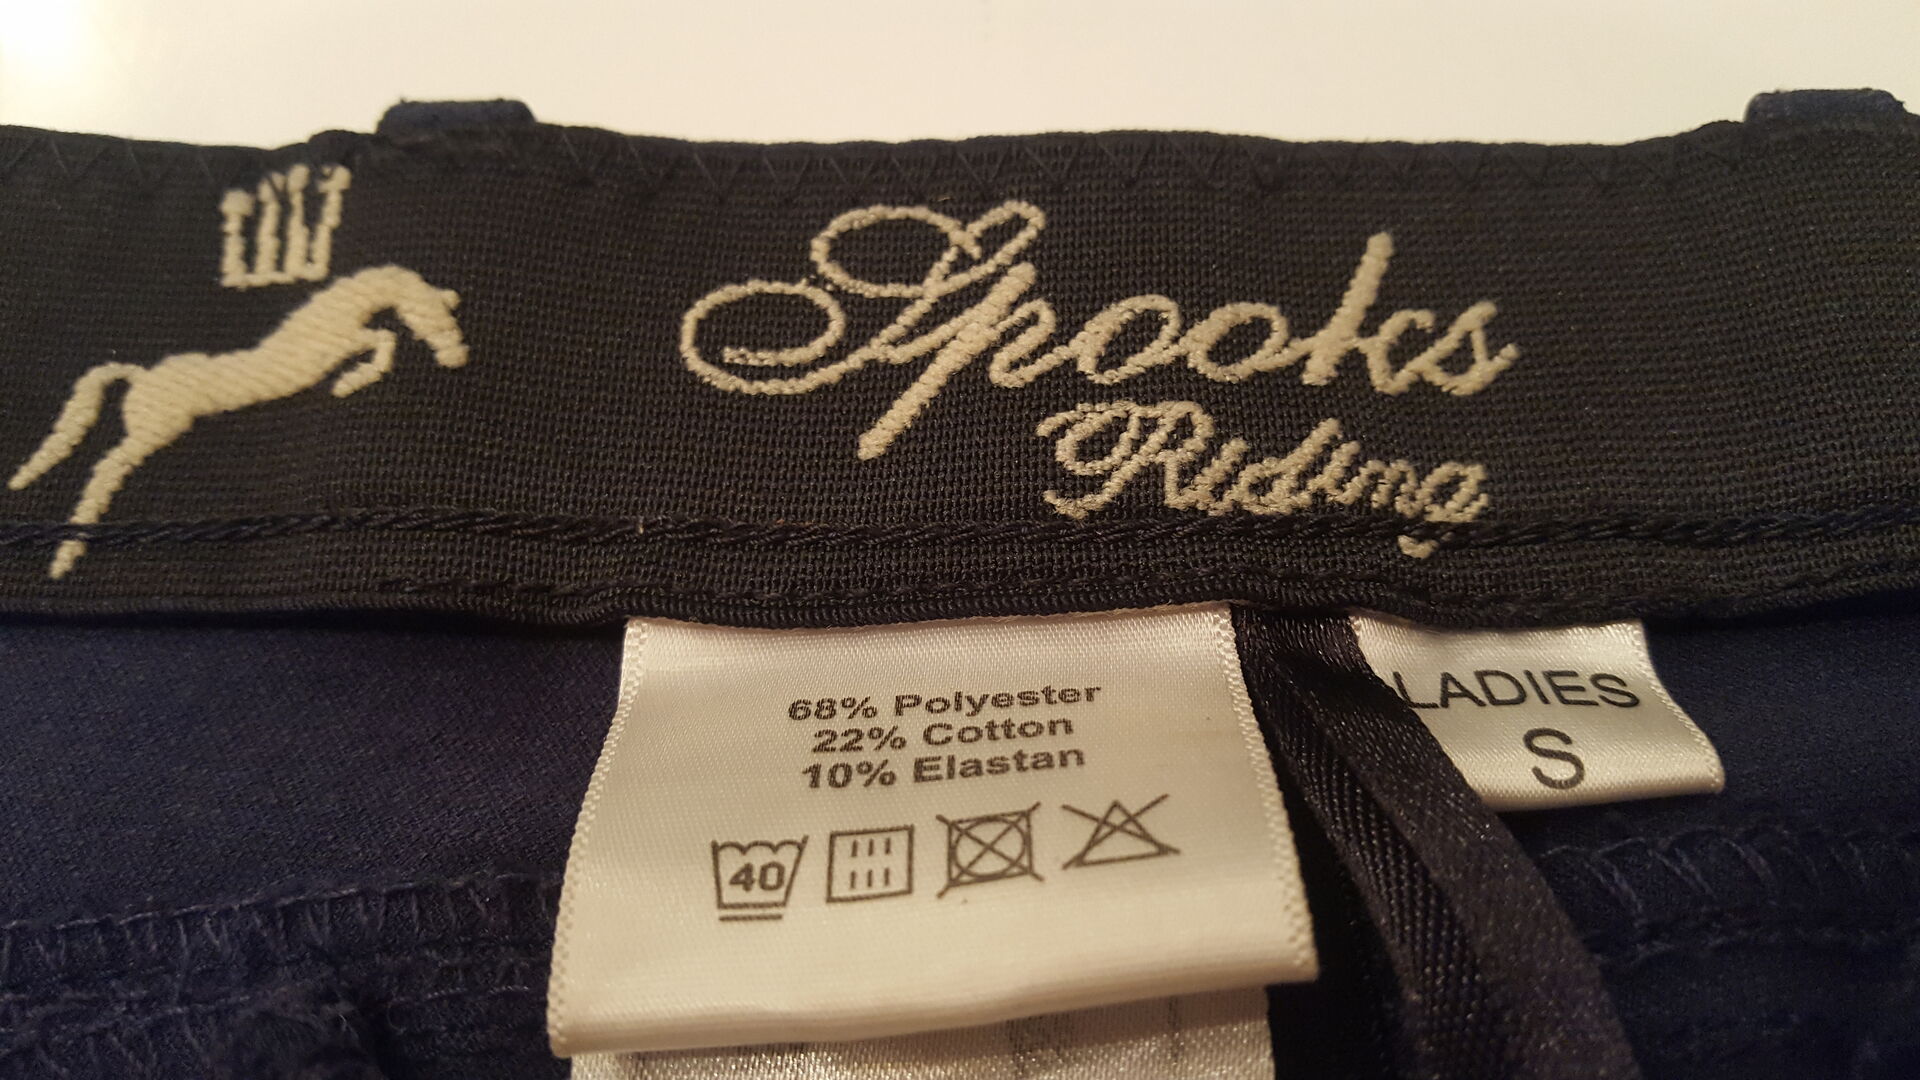 Spooks
Riding
68% Polyester
22% Cotton
10% Elastan
40
LADIES
S